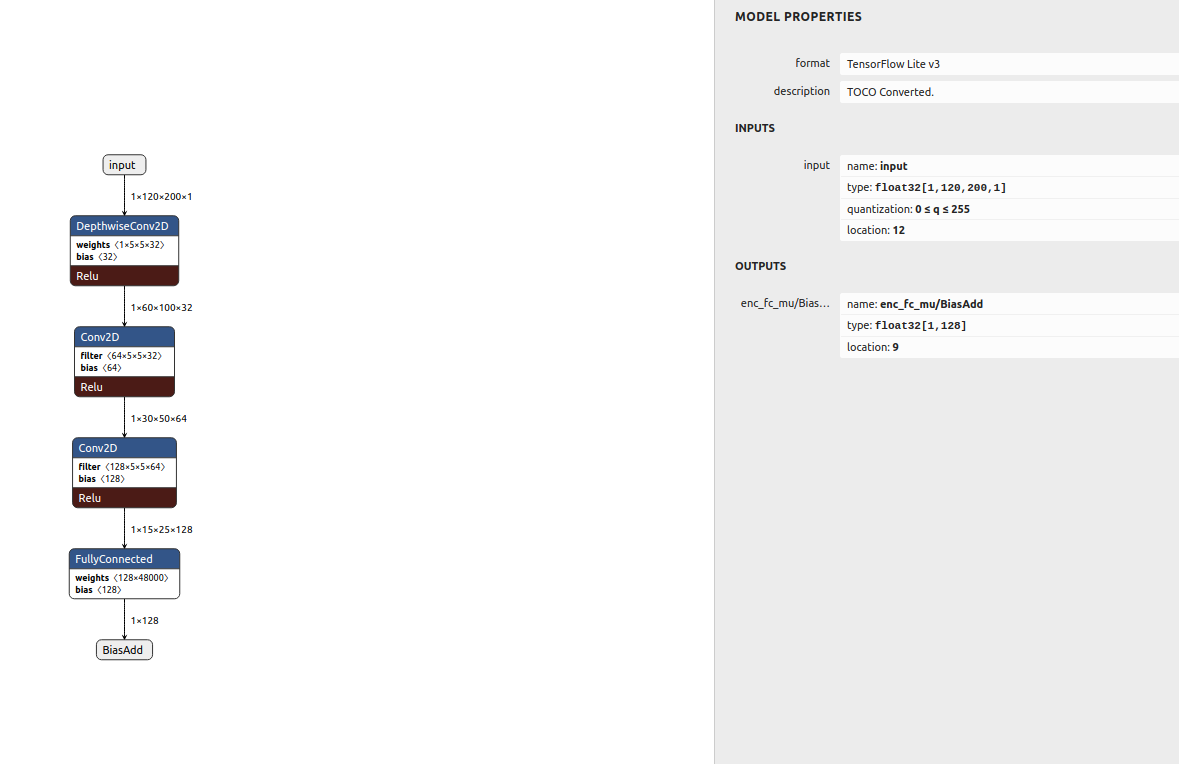 input
1×120×200×1
DepthwiseConv2D
weights 〈1×5×5×32〉
bias 〈32〉
Relu
1×60×100×32
Conv2D
filter 〈64×5×5×32〉
bias 〈64〉
Relu
1×30×50×64
Conv2D
filter 〈128×5×5×64〉
bias 〈128〉
Relu
1×15×25×128
FullyConnected
weights 〈128×48000〉
bias 〈128〉
1×128
BiasAdd
MODEL PROPERTIES
format TensorFlow Lite v3
description TOCO Converted.
INPUTS
input name: input
type: float32[1,120,200,1]
quantization: 0 ≤ q ≤ 255
location: 12
OUTPUTS
enc_fc_mu/Bias… name: enc_fc_mu/BiasAdd
type: float32[1,128]
location: 9